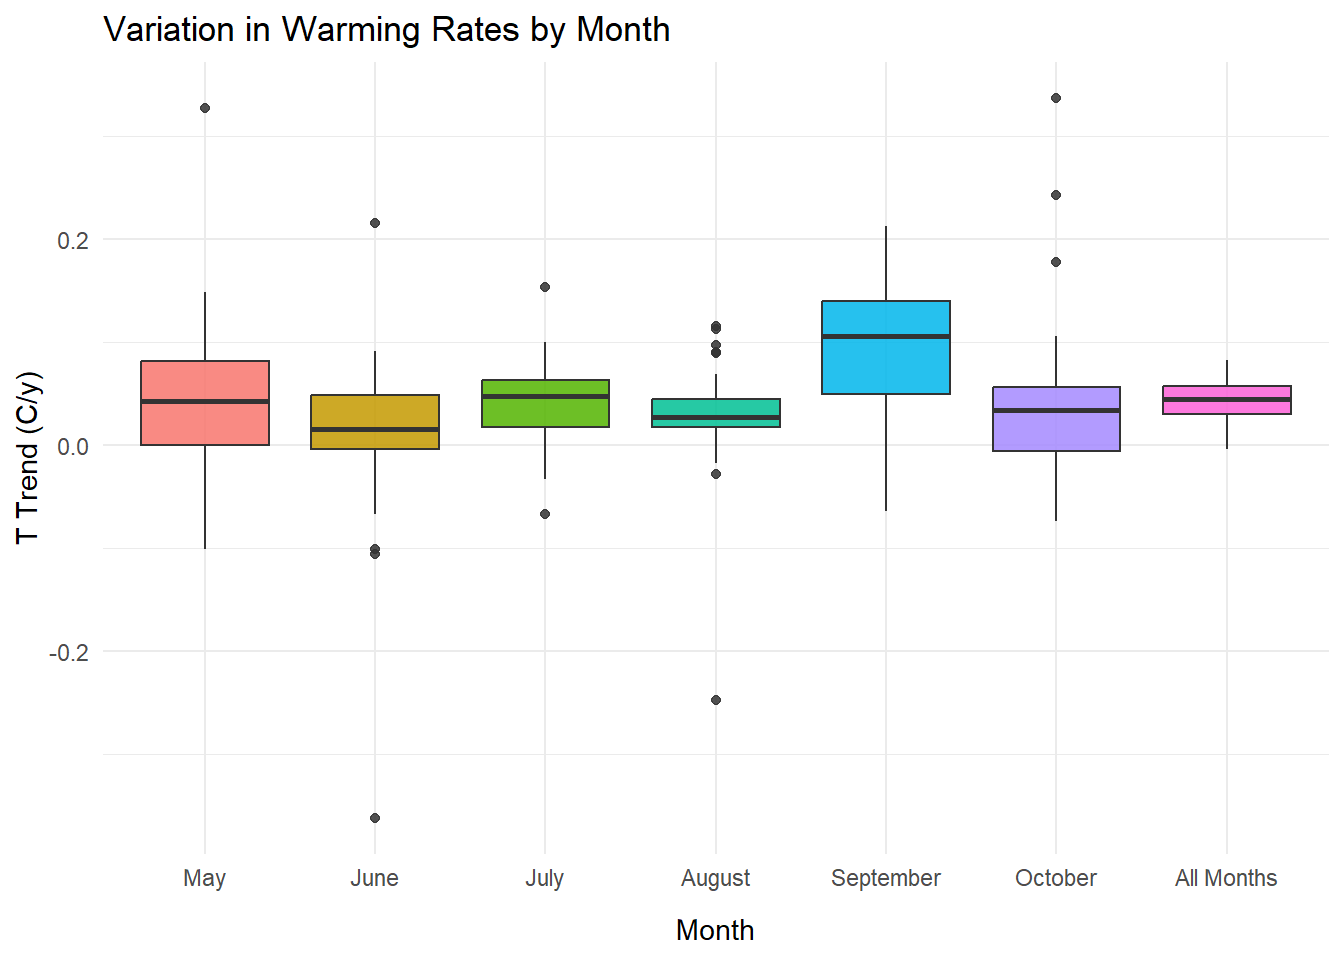 Variation in Warming Rates by Month
T Trend (C/y)
0.2
0.0
-0.2
May June July August September October All Months
Month